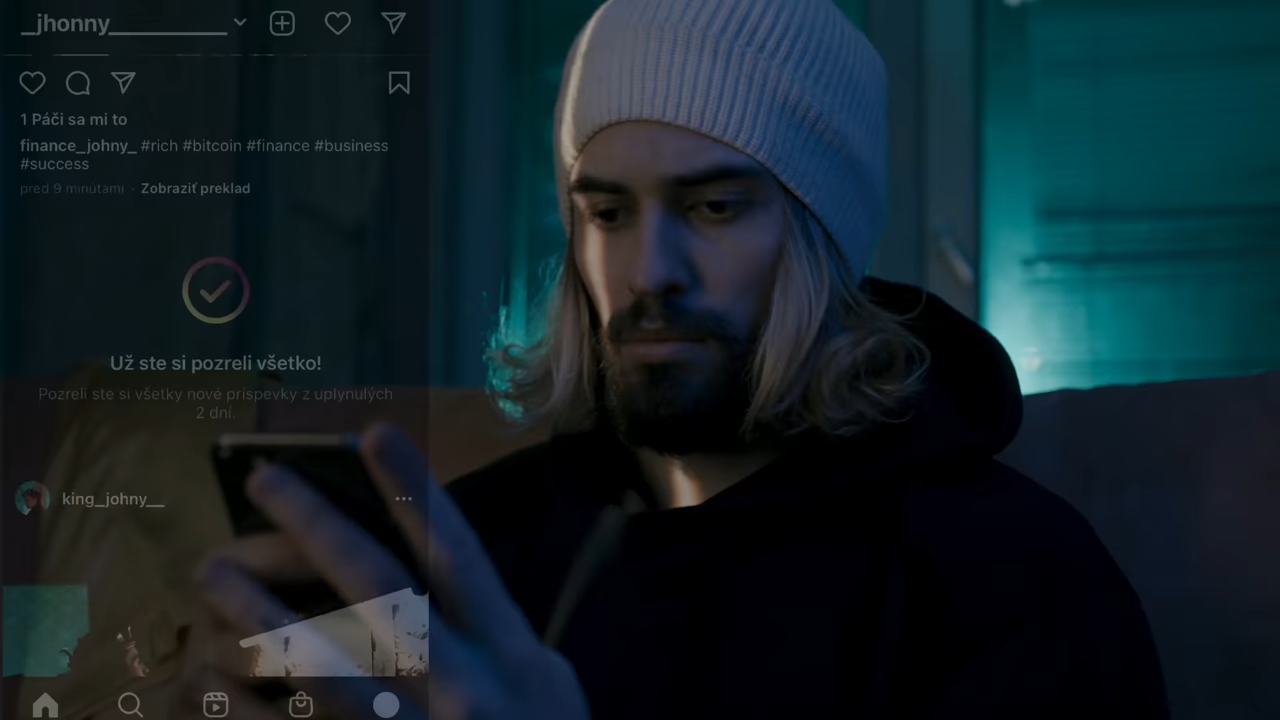 _jhonny__________
1 Páči sa mi to
finance_johny_ #rich #bitcoin #finance #business
#success
pred 9 minútami · Zobraziť preklad
Už ste si pozreli všetko!
Pozreli ste si všetky nové príspevky z uplynulých
2 dní.
king_johny__